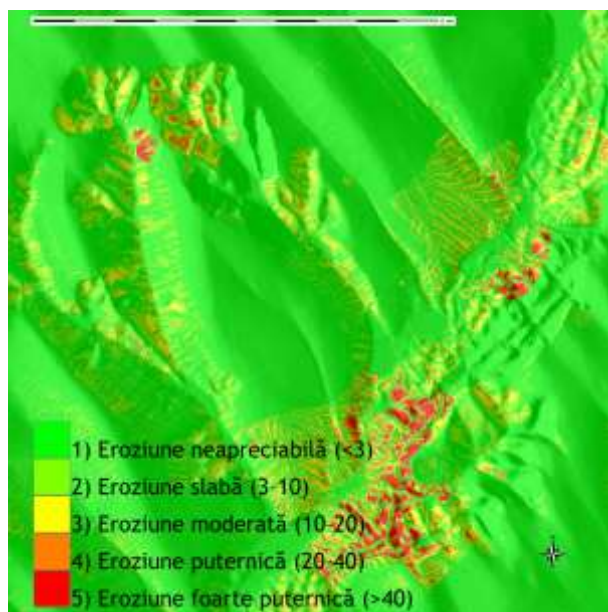 1) Eroziune neapreciabilă (<3)
2) Eroziune slabă (3-10)
3) Eroziune moderată (10-20)
4) Eroziune puternică (20-40)
5) Eroziune foarte puternică (>40)